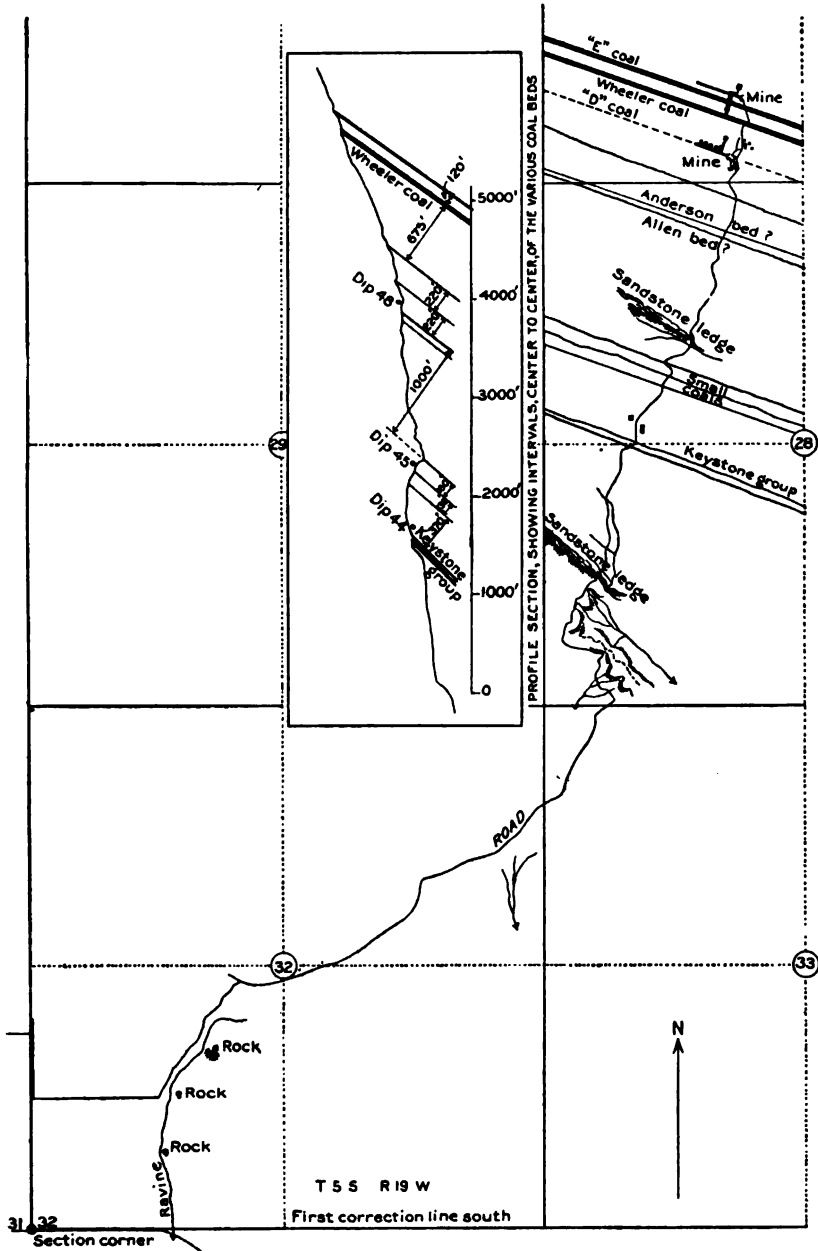 "E" coal
Wheeler coal
Mine
"D" coal
Mine
Anderson bed ?
Allen bed ?
Sandstone ledge
Small
coals
28
Keystone group
Sandstone ledge
29
Wheeler coal
120'
675'
220'
220'
Dip 48°
1000'
Dip 45°
Dip 44°
Keystone
group
5000'
4000'
3000'
2000'
1000'
0
PROFILE SECTION, SHOWING INTERVALS, CENTER TO CENTER, OF THE VARIOUS COAL BEDS
ROAD
32
33
Rock
Rock
Rock
Ravine
N
T 5 S R 19 W
First correction line south
31 32
Section corner